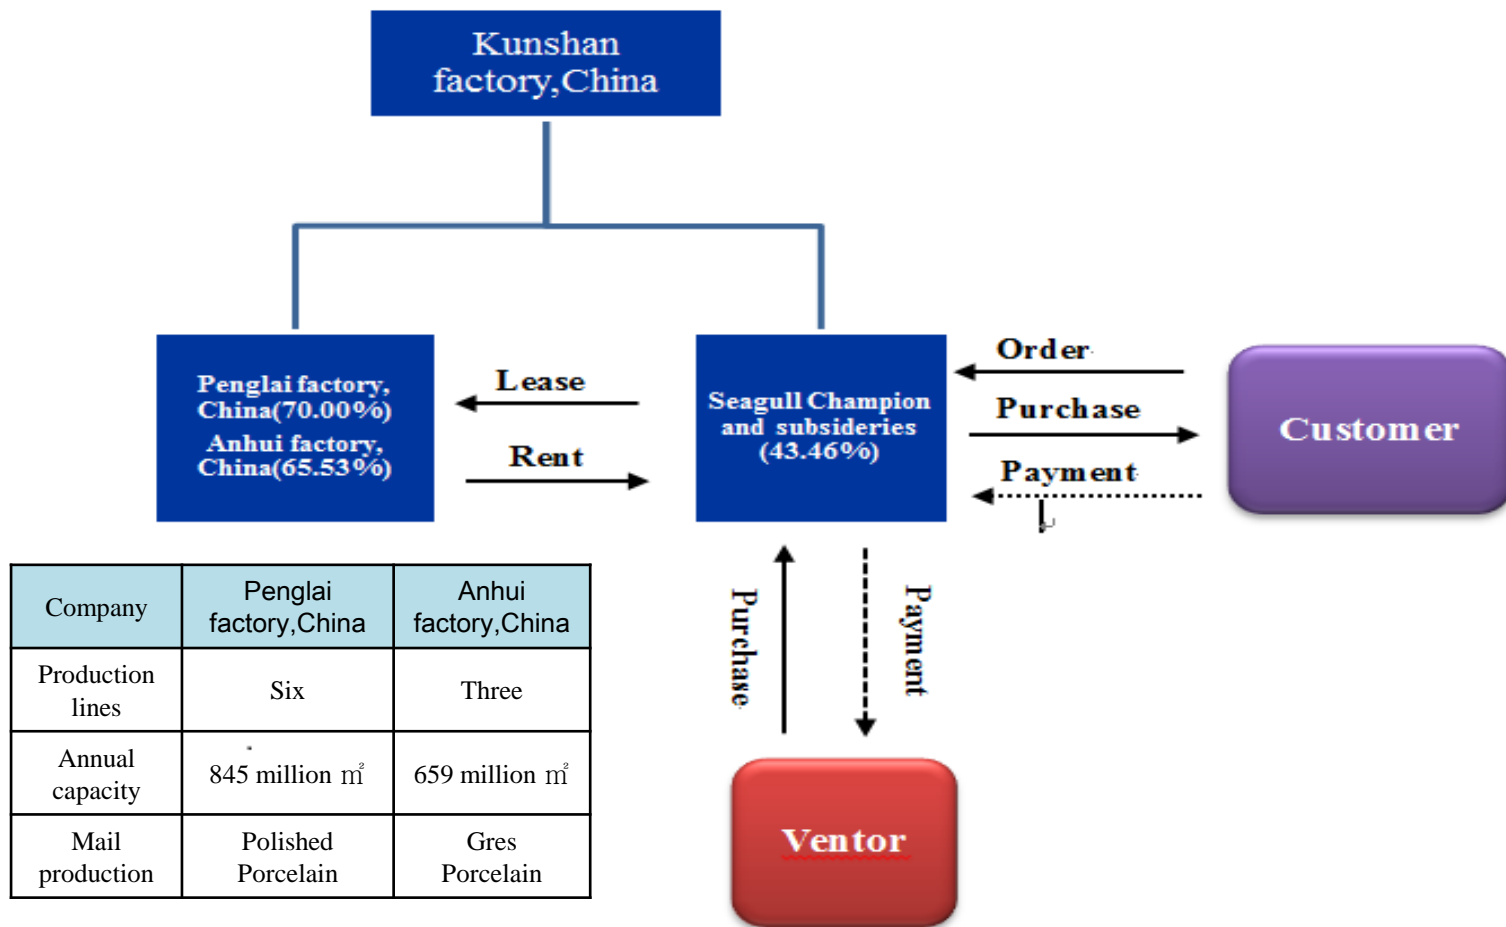 Kunshan
factory,China
Penglai factory,
China(70.00%)
Anhui factory,
China(65.53%)
Lease
Rent
Seagull Champion
and subsideries
(43.46%)
Order
Purchase
Payment
Customer
Purchase
Payment
Ventor
Company
Penglai
factory,China
Anhui
factory,China
Production
lines
Six
Three
Annual
capacity
845 million ㎡
659 million ㎡
Mail
production
Polished
Porcelain
Gres
Porcelain